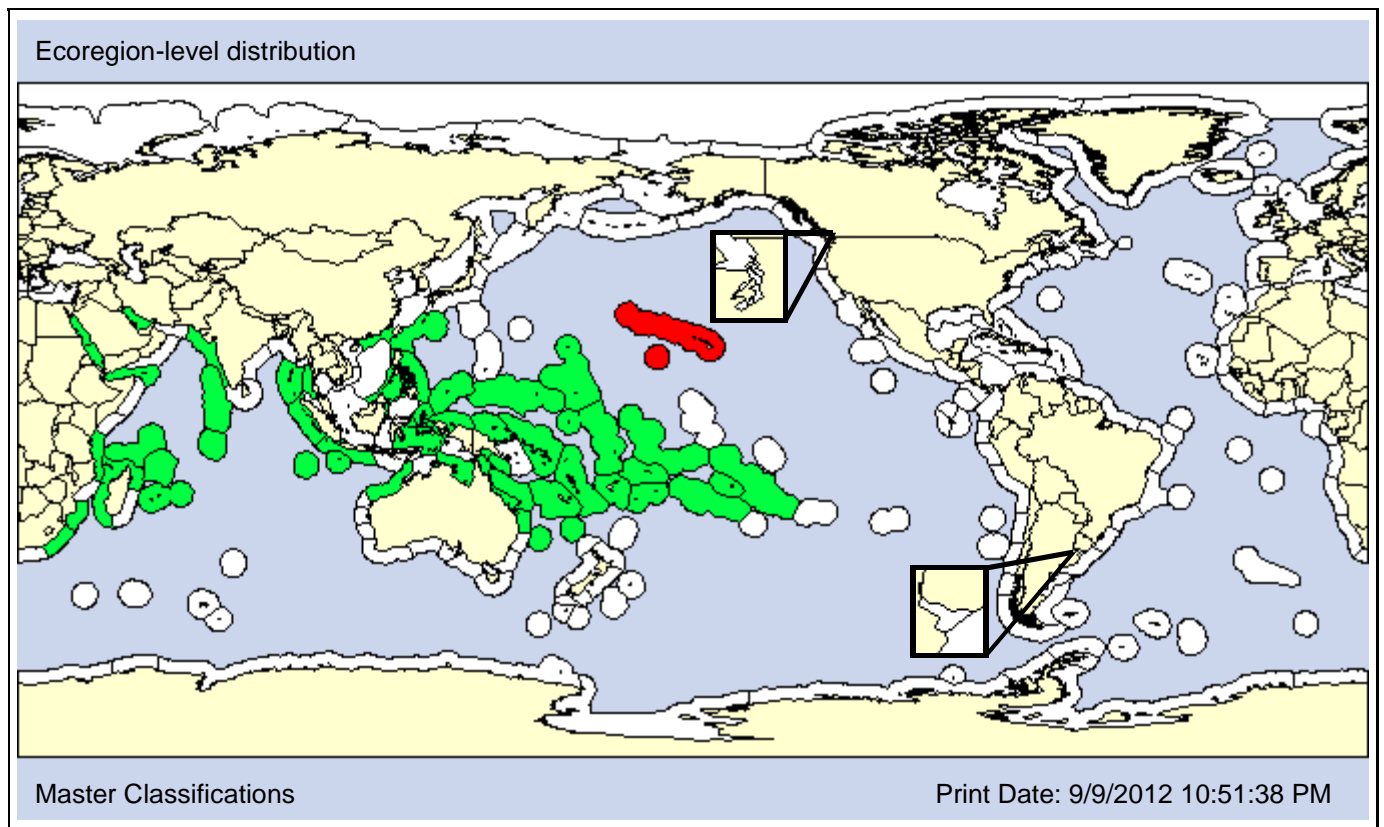 Ecoregion-level distribution
Master Classifications
Print Date: 9/9/2012 10:51:38 PM